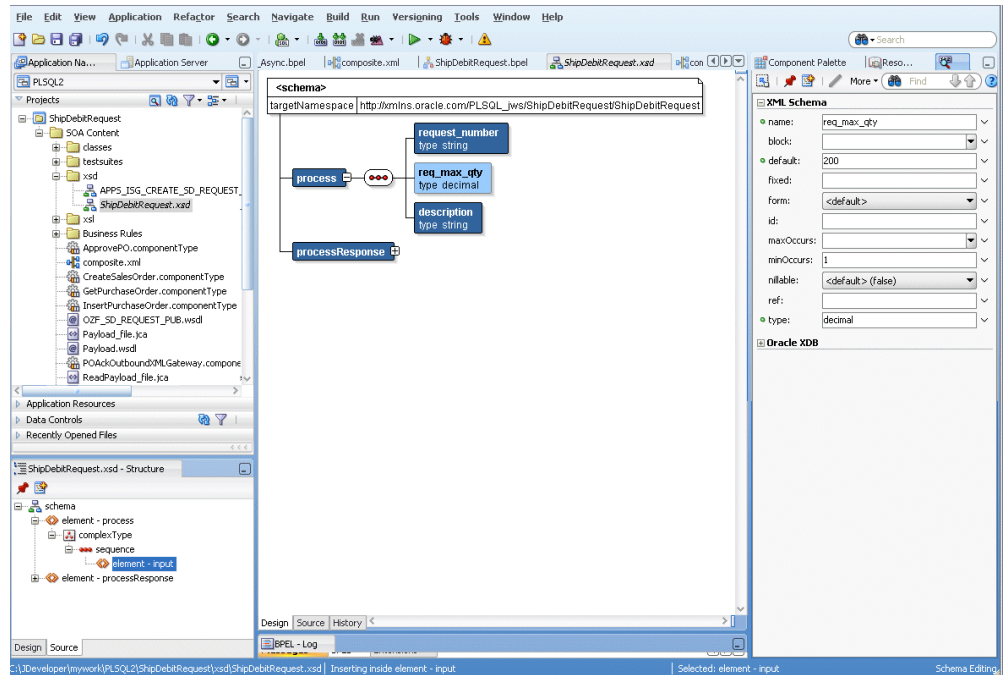 File Edit View Application Refactor Search Navigate Build Run Versioning Tools Window Help
Search
Application Na...
Application Server
PLSQL2
Projects
ShipDebitRequest
SOA Content
classes
testsuites
xsd
APPS_ISG_CREATE_SD_REQUEST_
ShipDebitRequest.xsd
xsl
Business Rules
ApprovePO.componentType
composite.xml
CreateSalesOrder.componentType
GetPurchaseOrder.componentType
InsertPurchaseOrder.componentType
OZF_SD_REQUEST_PUB.wsdl
Payload_file.jca
Payload.wsdl
POAckOutboundXMLGateway.compone
ReadPayload_file.jca
Application Resources
Data Controls
Recently Opened Files
ShipDebitRequest.xsd - Structure
schema
element - process
complexType
sequence
element - input
element - processResponse
Design Source
_Async.bpel
composite.xml
ShipDebitRequest.bpel
ShipDebitRequest.xsd
con
<schema>
targetNamespace http://xmlns.oracle.com/PLSQL_jws/ShipDebitRequest/ShipDebitRequest
process
request_number
type string
req_max_qty
type decimal
description
type string
processResponse
Design Source History
BPEL - Log
Component Palette
Reso...
More
Find
XML Schema
name: req_max_qty
block:
default: 200
fixed:
form: <default>
id:
maxOccurs:
minOccurs: 1
nillable: <default> (false)
ref:
type: decimal
Oracle XDB
C:\JDeveloper\mywork\PLSQL2\ShipDebitRequest\xsd\ShipDebitRequest.xsd Inserting inside element - input Selected: element - input Schema Editing